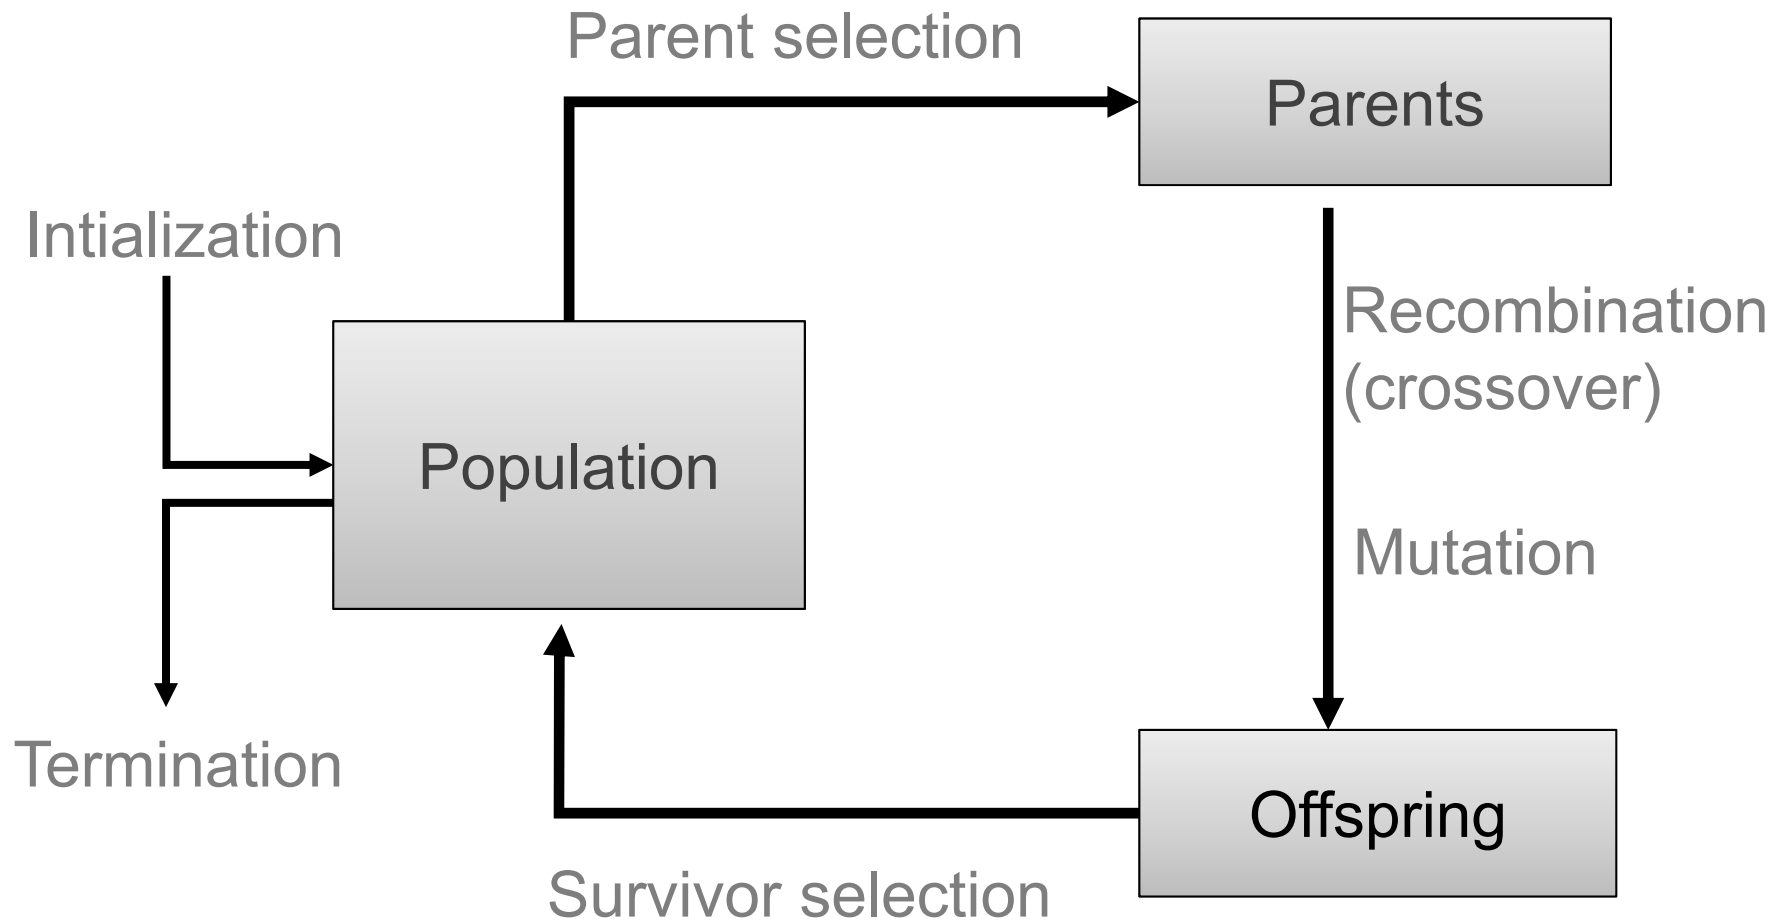 Parent selection
Parents
Intialization
Recombination
(crossover)
Population
Mutation
Termination
Offspring
Survivor selection